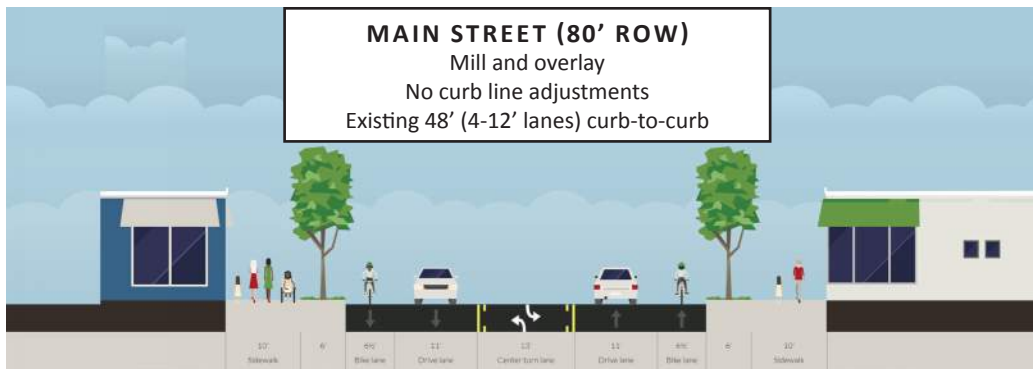 MAIN STREET (80’ ROW)
Mill and overlay
No curb line adjustments
Existing 48’ (4-12’ lanes) curb-to-curb
10' 6' 6½' 11' 13' 11' 6½' 6' 10'
Sidewalk Bike lane Drive lane Center turn lane Drive lane Bike lane Sidewalk